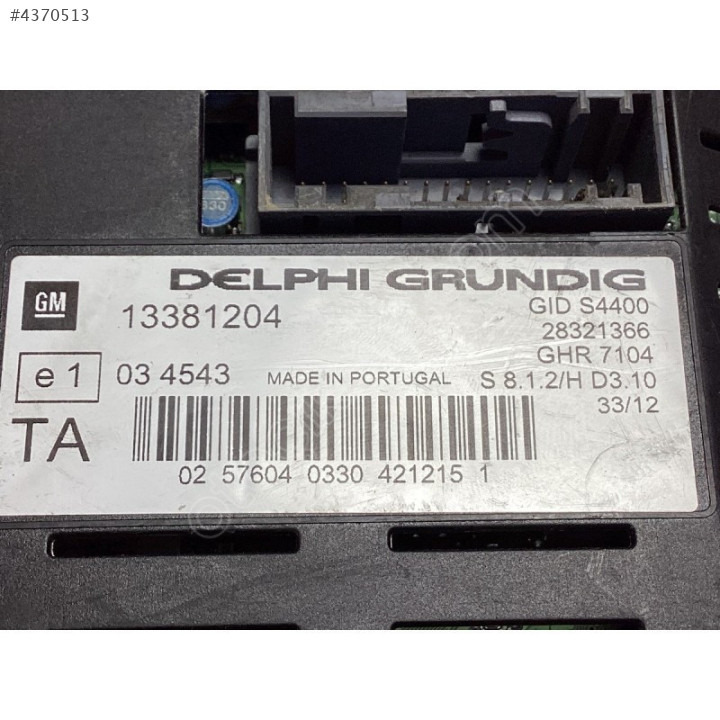 #4370513
330
DELPHI GRUNDIG
GM
13381204
GID S4400
28321366
GHR 7104
e 1
03 4543
MADE IN PORTUGAL
S 8.1.2/H D3.10
33/12
TA
02 57604 0330 421215 1